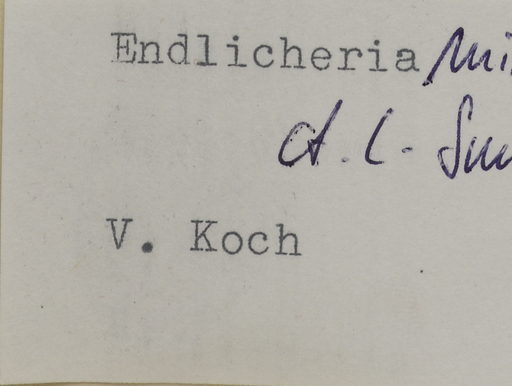 Endlicheria
A. C. Sm
V. Koch